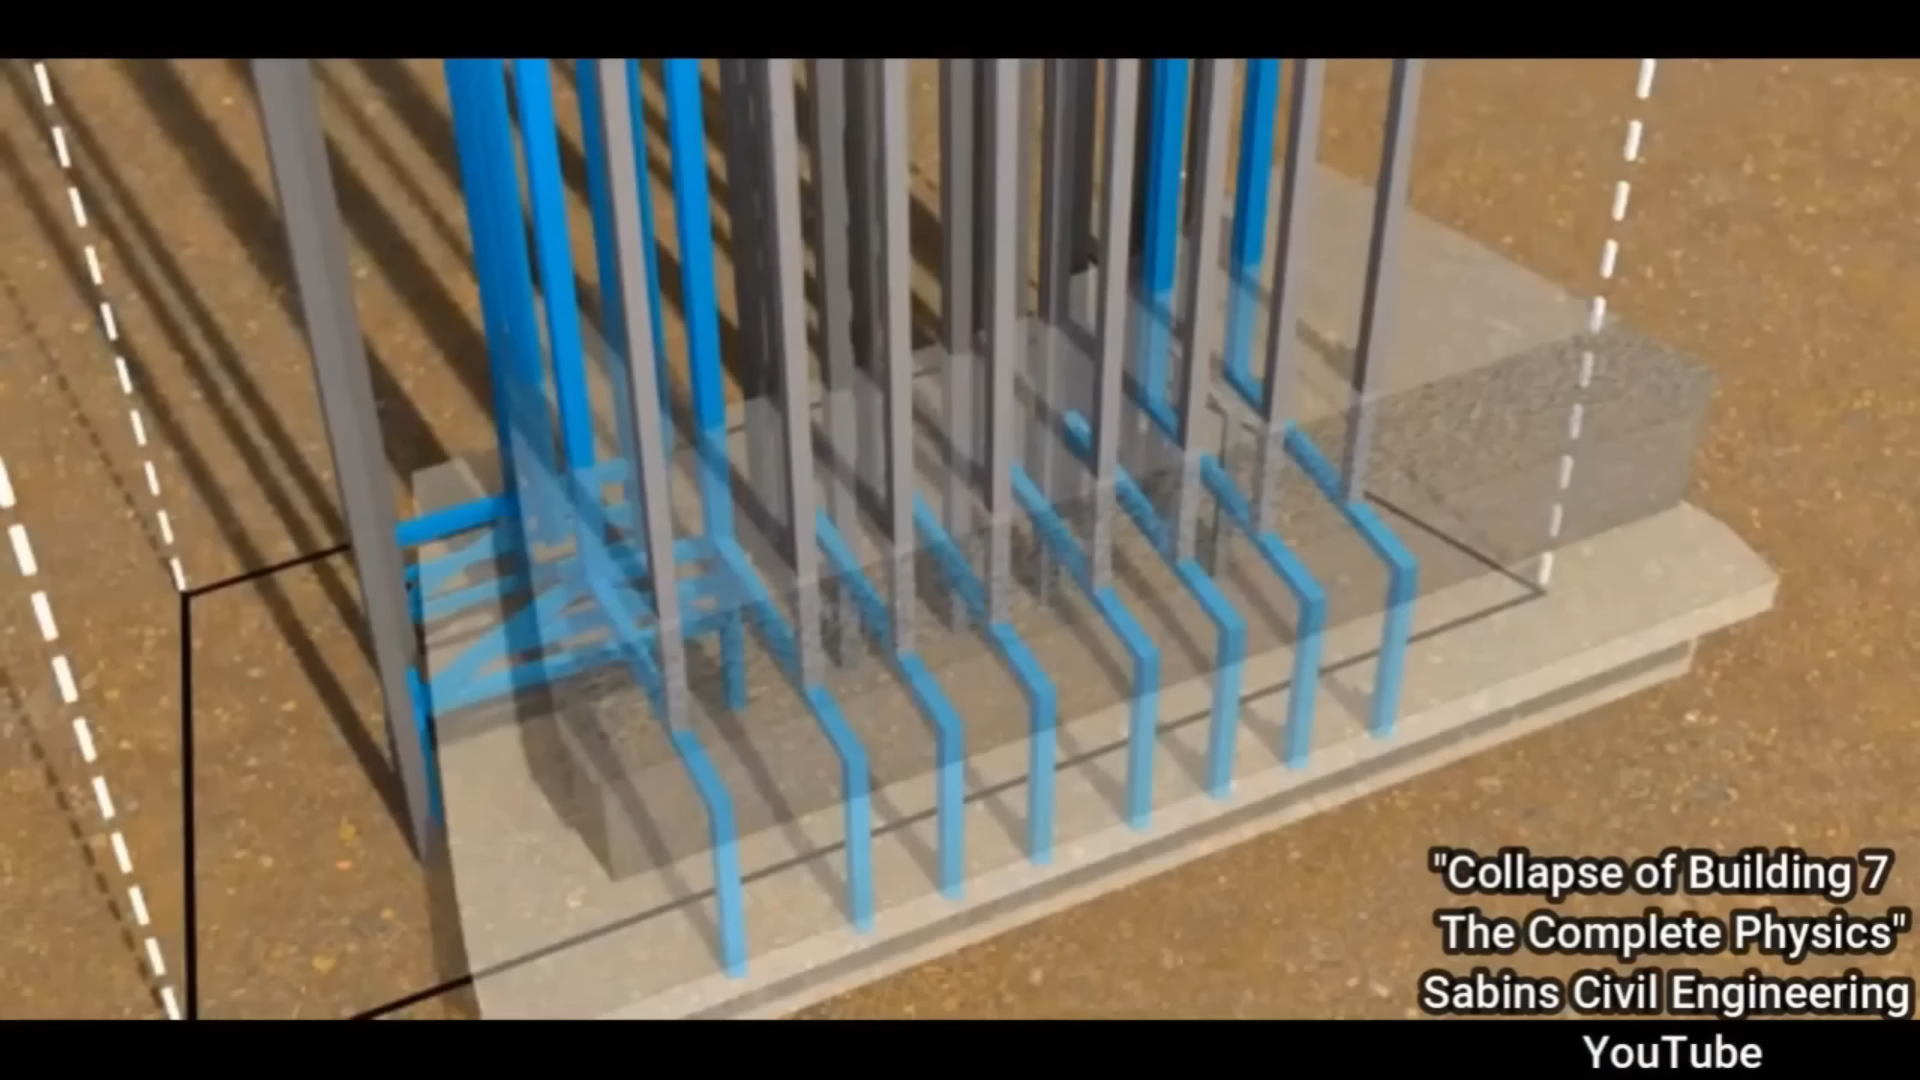 "Collapse of Building 7
The Complete Physics"
Sabins Civil Engineering
YouTube